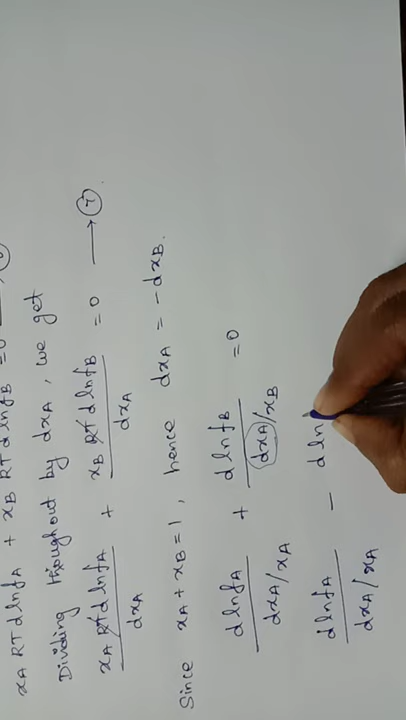 xA RT d ln fA + xB RT d ln fB = 0 →
Dividing throughout by dxA, we get
xA RT d ln fA / dxA + xB RT d ln fB / dxA = 0 → 7.
Since xA + xB = 1, hence dxA = - dxB.
d ln fA / dxA/xA + d ln fB / dxA/xB = 0
d ln fA / dxA/xA - d ln